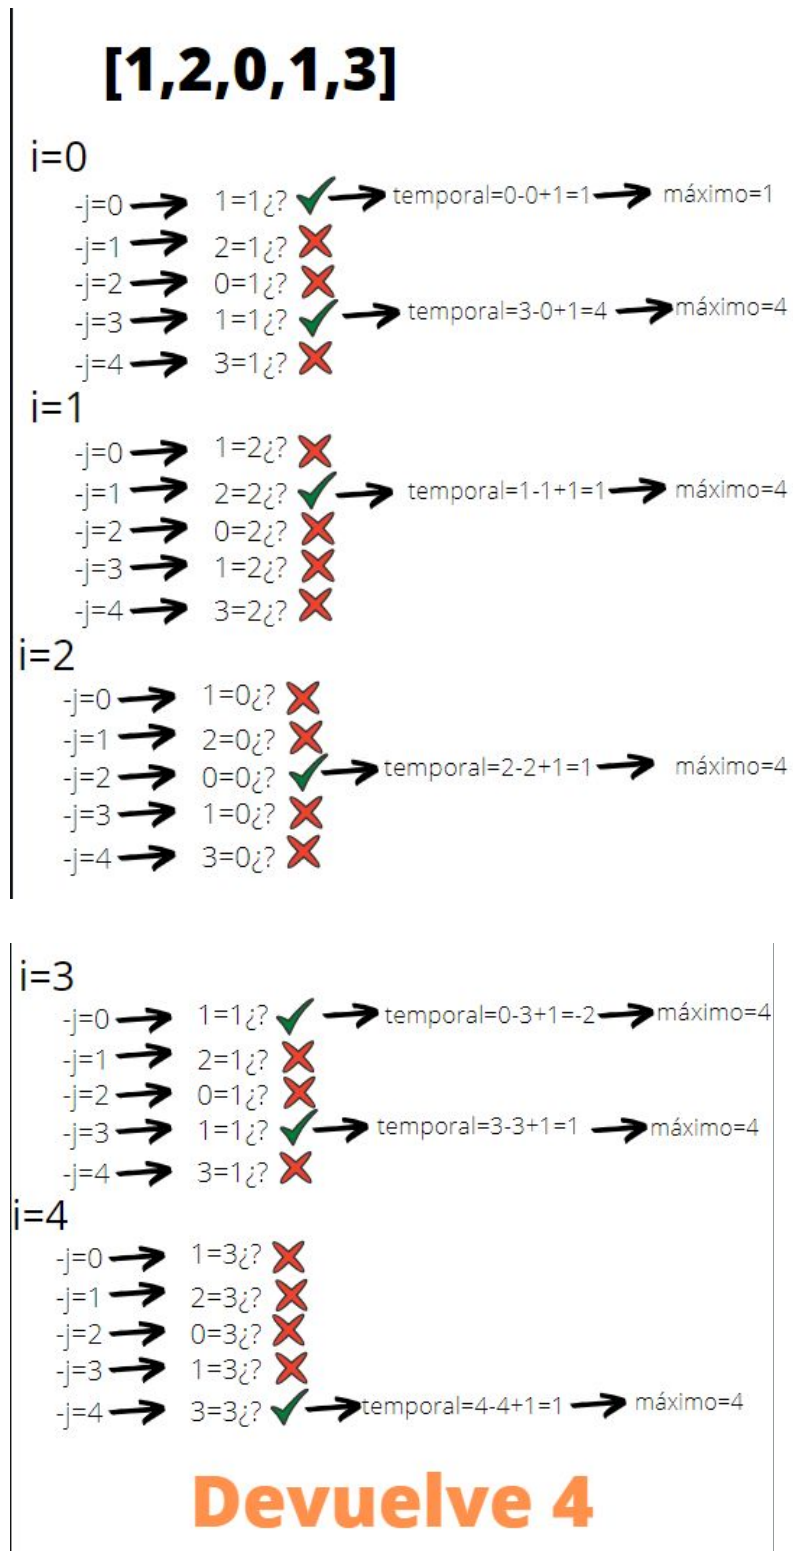 [1,2,0,1,3]
i=0
-j=0 1=1¿? temporal=0-0+1=1 máximo=1
-j=1 2=1¿?
-j=2 0=1¿?
-j=3 1=1¿? temporal=3-0+1=4 máximo=4
-j=4 3=1¿?
i=1
-j=0 1=2¿?
-j=1 2=2¿? temporal=1-1+1=1 máximo=4
-j=2 0=2¿?
-j=3 1=2¿?
-j=4 3=2¿?
i=2
-j=0 1=0¿?
-j=1 2=0¿?
-j=2 0=0¿? temporal=2-2+1=1 máximo=4
-j=3 1=0¿?
-j=4 3=0¿?
i=3
-j=0 1=1¿? temporal=0-3+1=-2 máximo=4
-j=1 2=1¿?
-j=2 0=1¿?
-j=3 1=1¿? temporal=3-3+1=1 máximo=4
-j=4 3=1¿?
i=4
-j=0 1=3¿?
-j=1 2=3¿?
-j=2 0=3¿?
-j=3 1=3¿?
-j=4 3=3¿? temporal=4-4+1=1 máximo=4
Devuelve 4